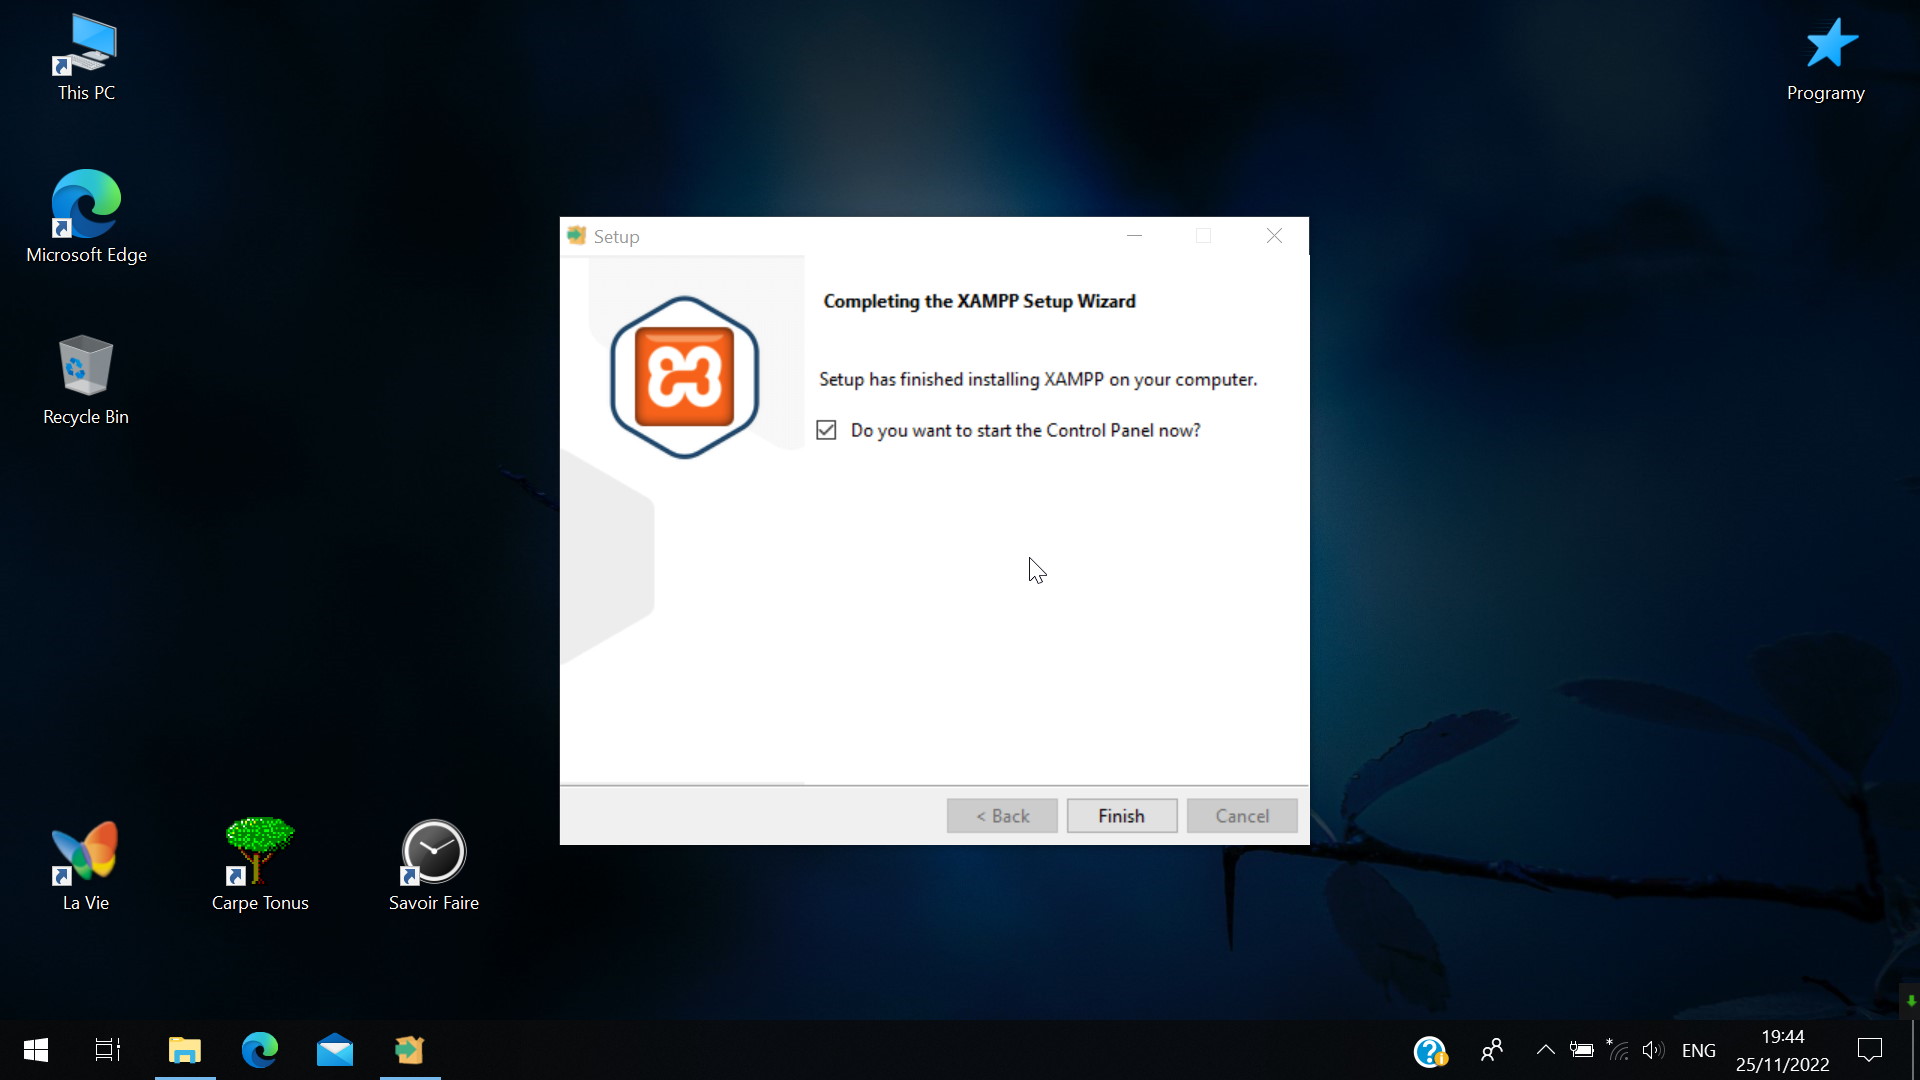 This PC
Programy
Microsoft Edge
Setup
Completing the XAMPP Setup Wizard
Setup has finished installing XAMPP on your computer.
Recycle Bin
Do you want to start the Control Panel now?
< Back
Finish
Cancel
La Vie
Carpe Tonus
Savoir Faire
ENG
19:44
25/11/2022